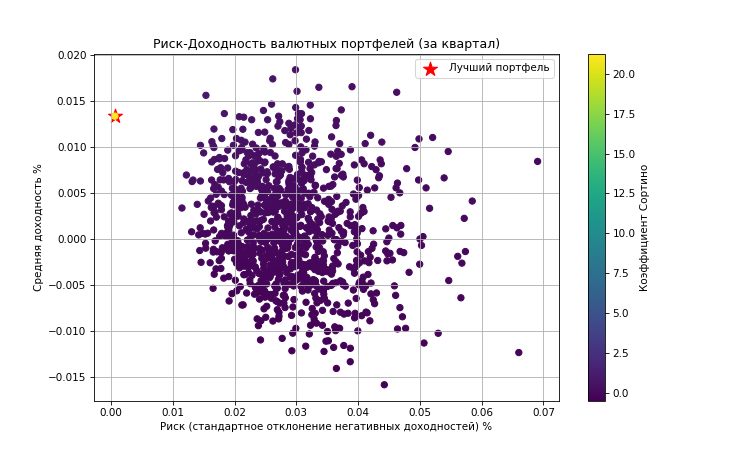 Риск-Доходность валютных портфелей (за квартал)
Лучший портфель
Средняя доходность %
0.020
0.015
0.010
0.005
0.000
−0.005
−0.010
−0.015
0.00 0.01 0.02 0.03 0.04 0.05 0.06 0.07
Риск (стандартное отклонение негативных доходностей) %
20.0
17.5
15.0
12.5
10.0
7.5
5.0
2.5
0.0
Коэффициент Сортино